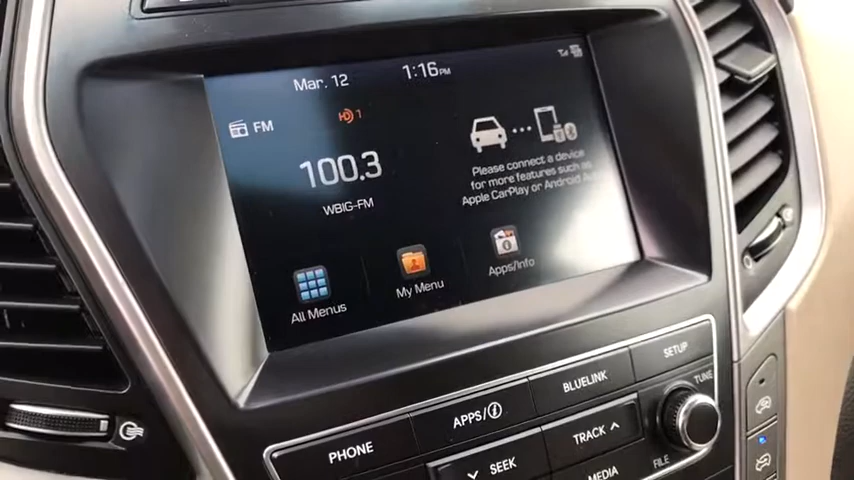 Mar. 12
1:16PM
FM
HD 1
100.3
WBIG-FM
Please connect a device
for more features such as
Apple CarPlay or Android
All Menus
My Menu
Apps/Info
PHONE
APPS/i
BLUELINK
SETUP
SEEK
TRACK
TUNE
FILE
MEDIA